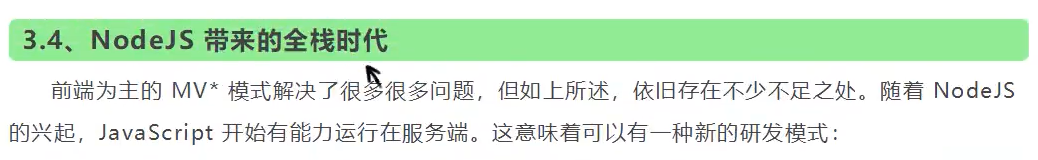 3.4、NodeJS 带来的全栈时代
前端为主的 MV* 模式解决了很多很多问题，但如上所述，依旧存在不少不足之处。随着 NodeJS
的兴起，JavaScript 开始有能力运行在服务端。这意味着可以有一种新的研发模式：